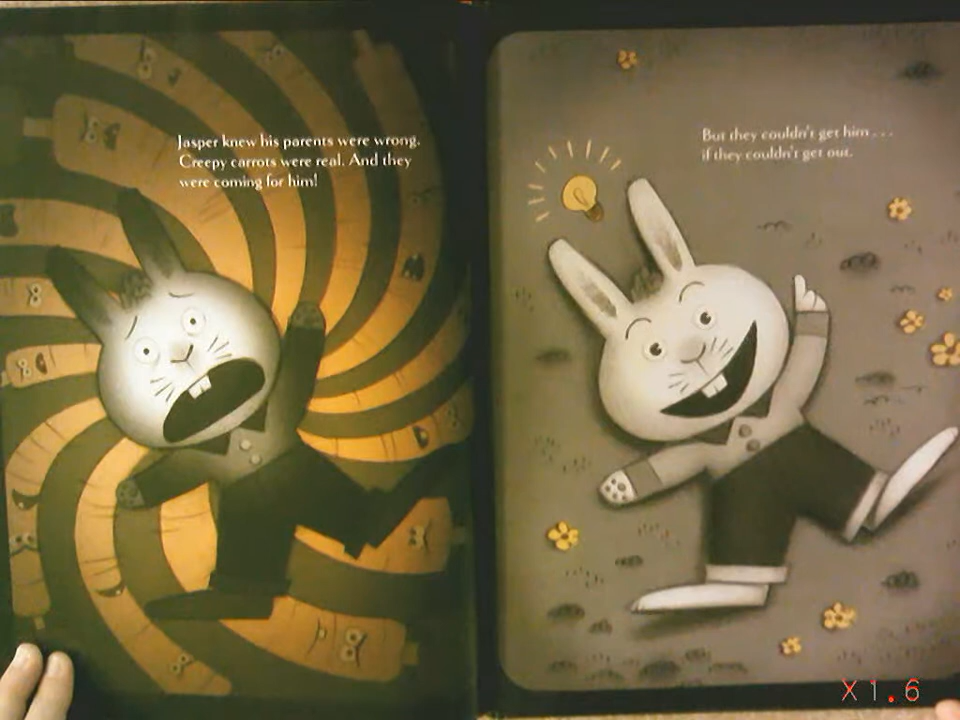 Jasper knew his parents were wrong.
Creepy carrots were real. And they
were coming for him!
But they couldn't get him . . .
if they couldn't get out.
X1.6